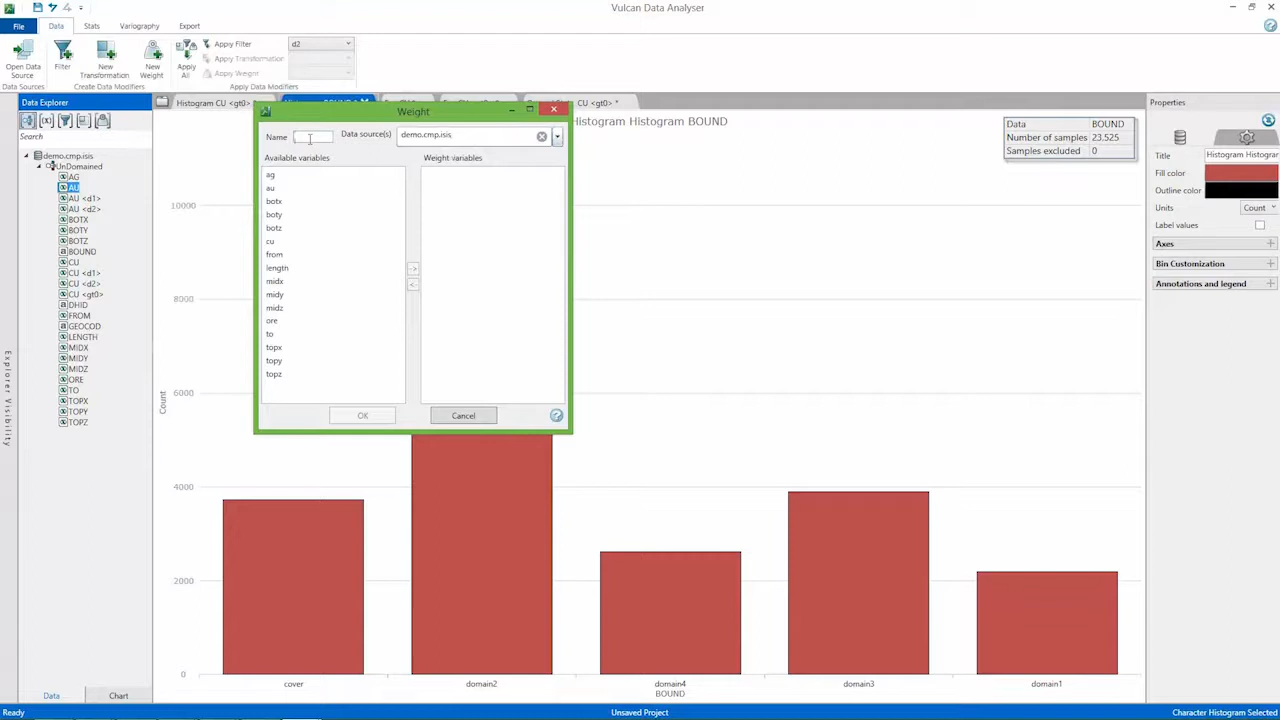 Vulcan Data Analyser
File
Data
Stats
Variography
Export
Open Data Source
Filter
New Transformation
New Weight
Apply All
Apply Filter
d2
Apply Transformation
Apply Weight
Data Sources
Create Data Modifiers
Apply Data Modifiers
Data Explorer
Search
demo.cmp.isis
UnDomained
AG
AU
AU <d1>
AU <d2>
BOTX
BOTY
BOTZ
BOUND
CU
CU <d1>
CU <d2>
CU <gt0>
DHID
FROM
GEOCOD
LENGTH
MIDX
MIDY
MIDZ
ORE
TO
TOPX
TOPY
TOPZ
Data
Chart
Explorer Visibility
Histogram CU <gt0>
CU <gt0> *
Histogram Histogram BOUND
Data BOUND
Number of samples 23,525
Samples excluded 0
Weight
Name
Data source(s)
demo.cmp.isis
Available variables
Weight variables
ag
au
botx
boty
botz
cu
from
length
midx
midy
midz
ore
to
topx
topy
topz
-->
<--
OK
Cancel
Count
10000
8000
6000
4000
2000
0
cover
domain2
domain4
domain3
domain1
BOUND
Properties
Title Histogram Histogra
Fill color
Outline color
Units Count
Label values
Axes
Bin Customization
Annotations and legend
Ready
Unsaved Project
Character Histogram Selected